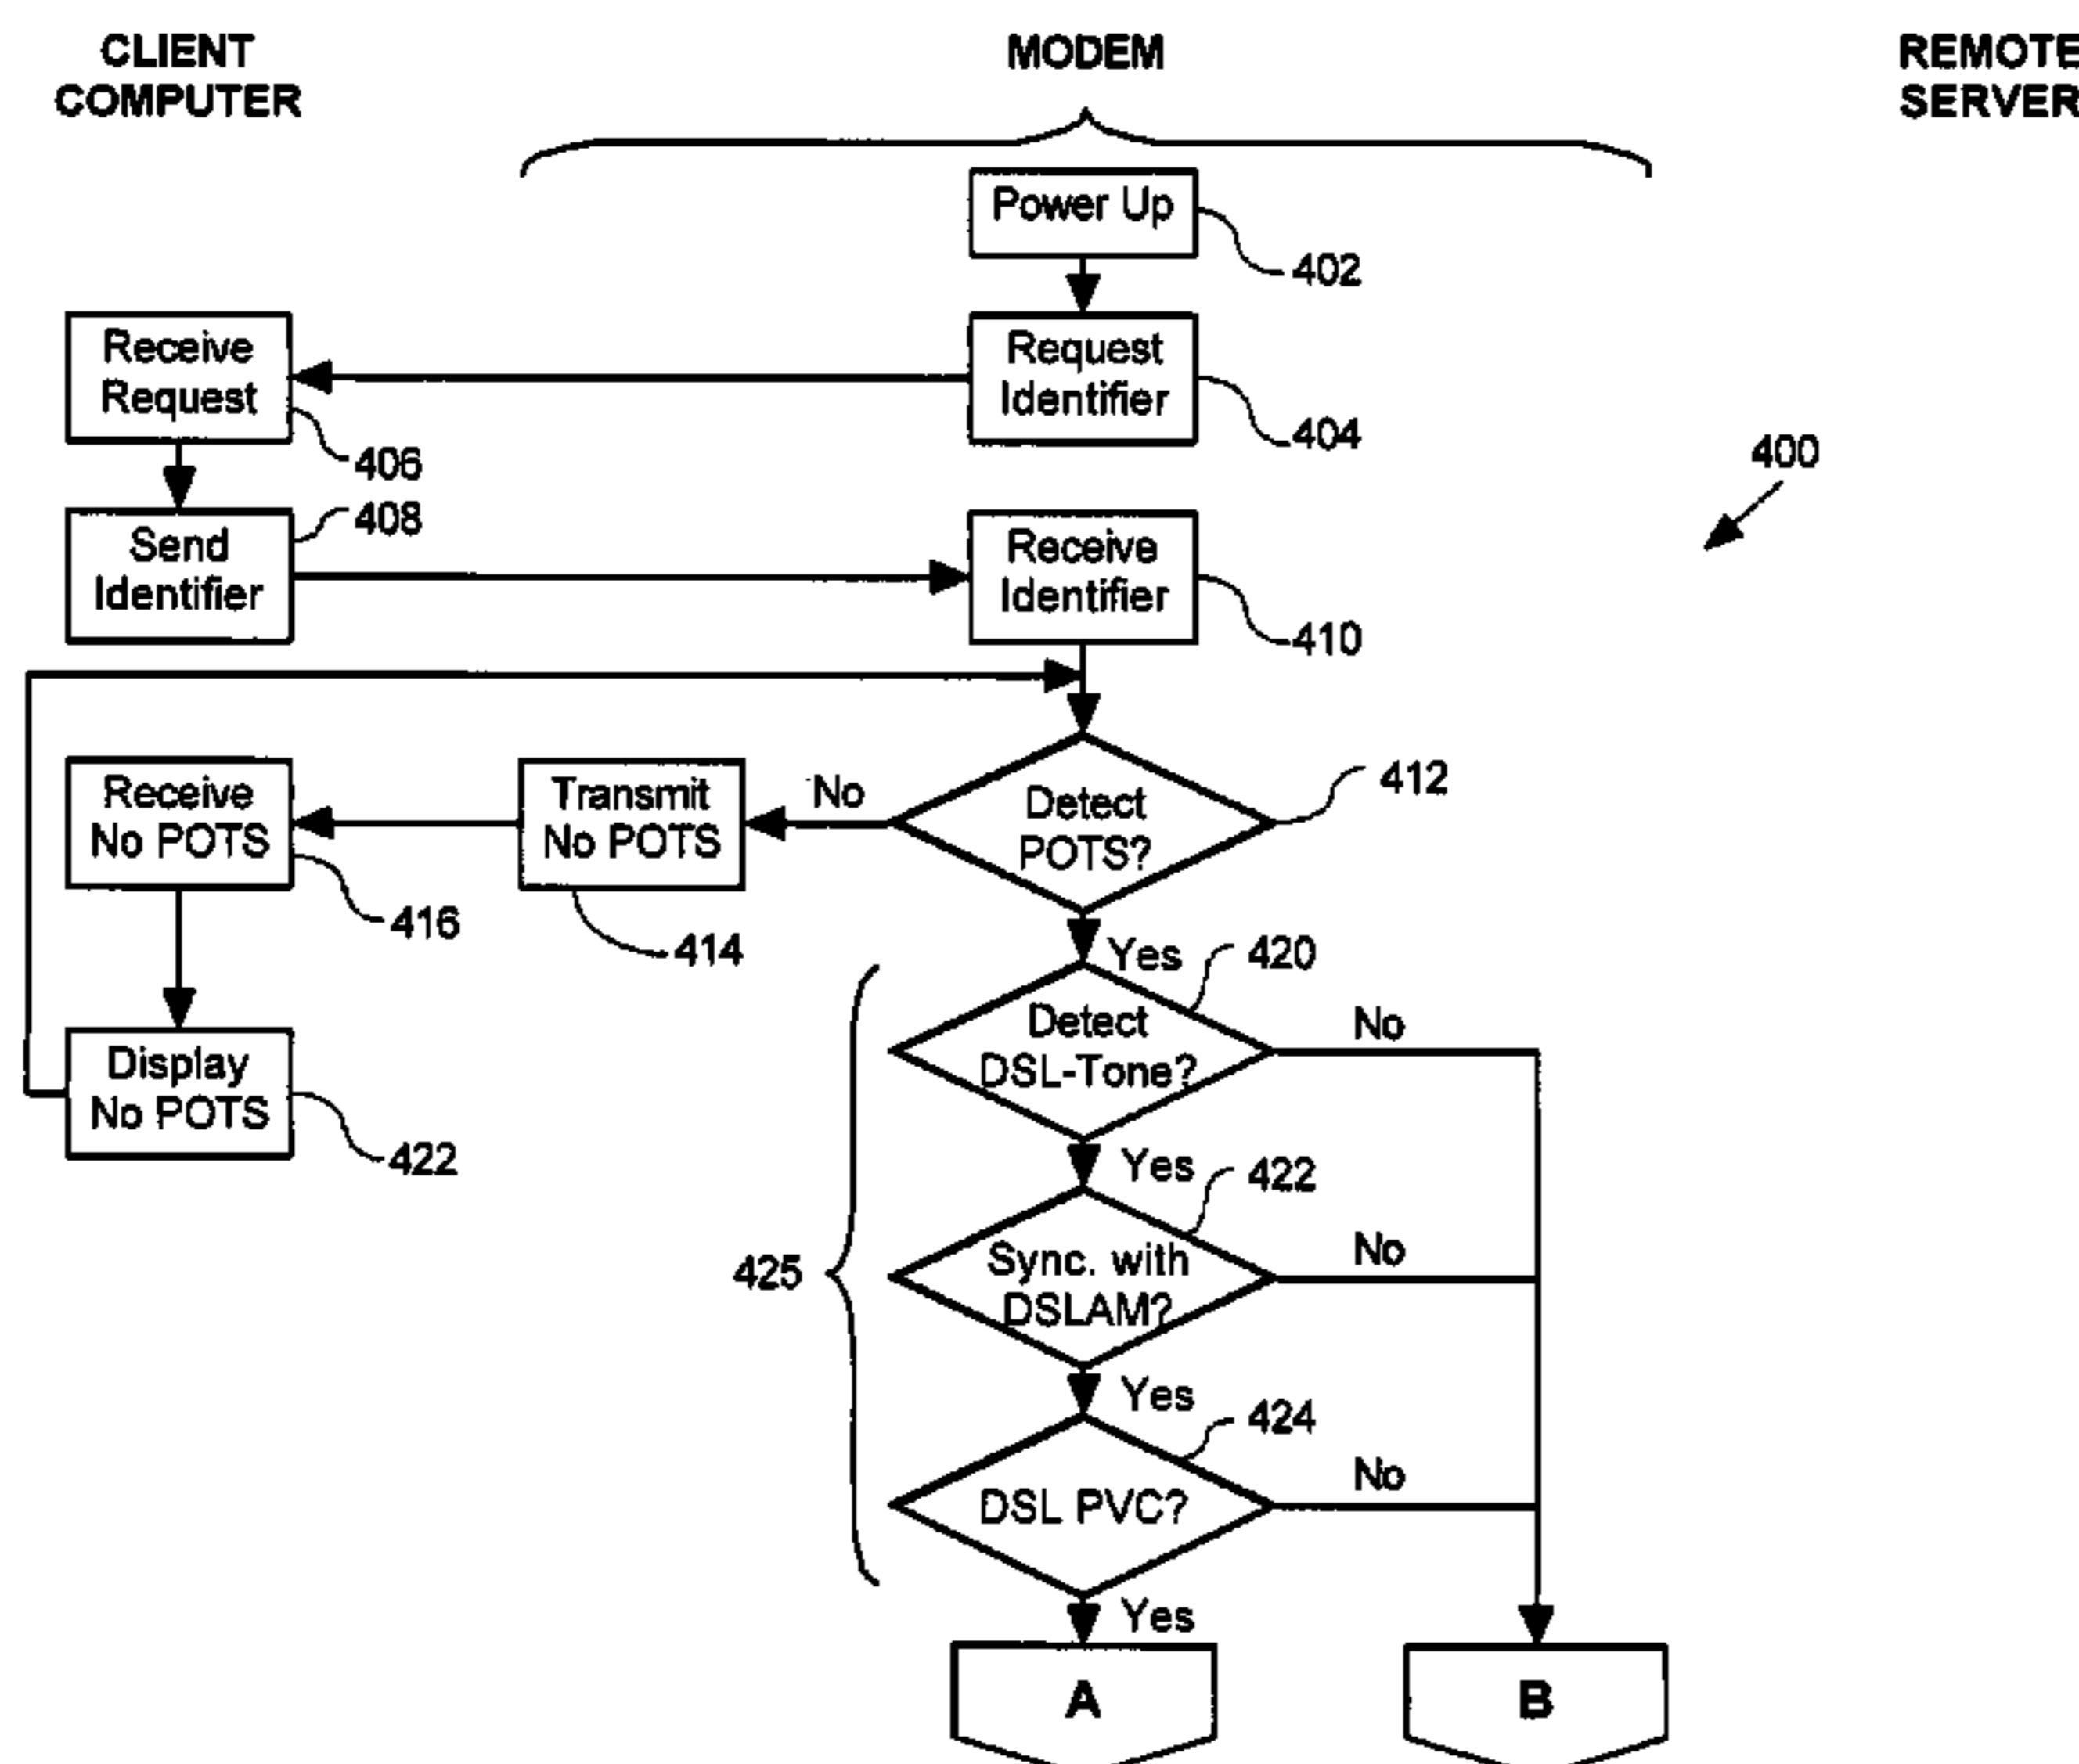 CLIENT
COMPUTER
MODEM
REMOTE
SERVER
Power Up
402
Receive
Request
406
Request
Identifier
404
400
Send
Identifier
408
Receive
Identifier
410
Receive
No POTS
416
Transmit
No POTS
414
No
Detect
POTS?
412
Yes
Display
No POTS
422
Detect
DSL-Tone?
420
No
Yes
425
Sync. with
DSLAM?
422
No
Yes
DSL PVC?
424
No
Yes
A
B